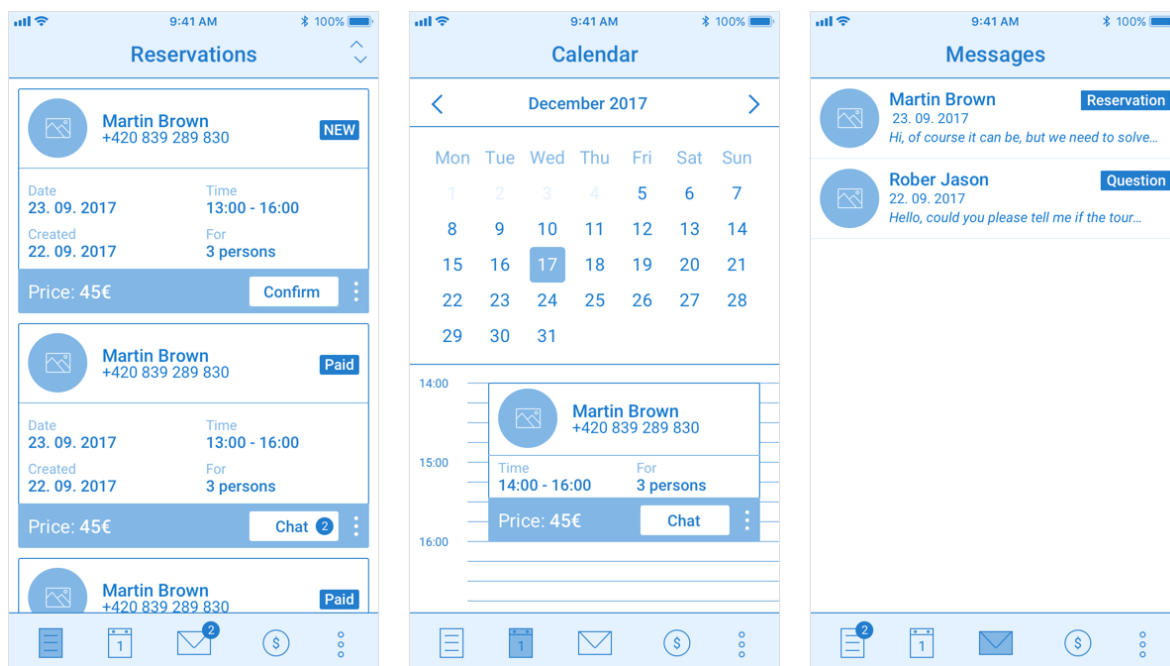 9:41 AM
100%
Reservations
Martin Brown
+420 839 289 830
NEW
Date
Time
23. 09. 2017
13:00 - 16:00
Created
For
22. 09. 2017
3 persons
Price: 45€
Confirm
Martin Brown
+420 839 289 830
Paid
Date
Time
23. 09. 2017
13:00 - 16:00
Created
For
22. 09. 2017
3 persons
Price: 45€
Chat 2
Martin Brown
+420 839 289 830
Paid
1
2
$
9:41 AM
100%
Calendar
December 2017
Mon Tue Wed Thu Fri Sat Sun
1 2 3 4 5 6 7
8 9 10 11 12 13 14
15 16 17 18 19 20 21
22 23 24 25 26 27 28
29 30 31
14:00
Martin Brown
+420 839 289 830
15:00
Time
For
14:00 - 16:00
3 persons
Price: 45€
Chat
16:00
1
$
9:41 AM
100%
Messages
Martin Brown
Reservation
23. 09. 2017
Hi, of course it can be, but we need to solve...
Rober Jason
Question
22. 09. 2017
Hello, could you please tell me if the tour...
2
1
$